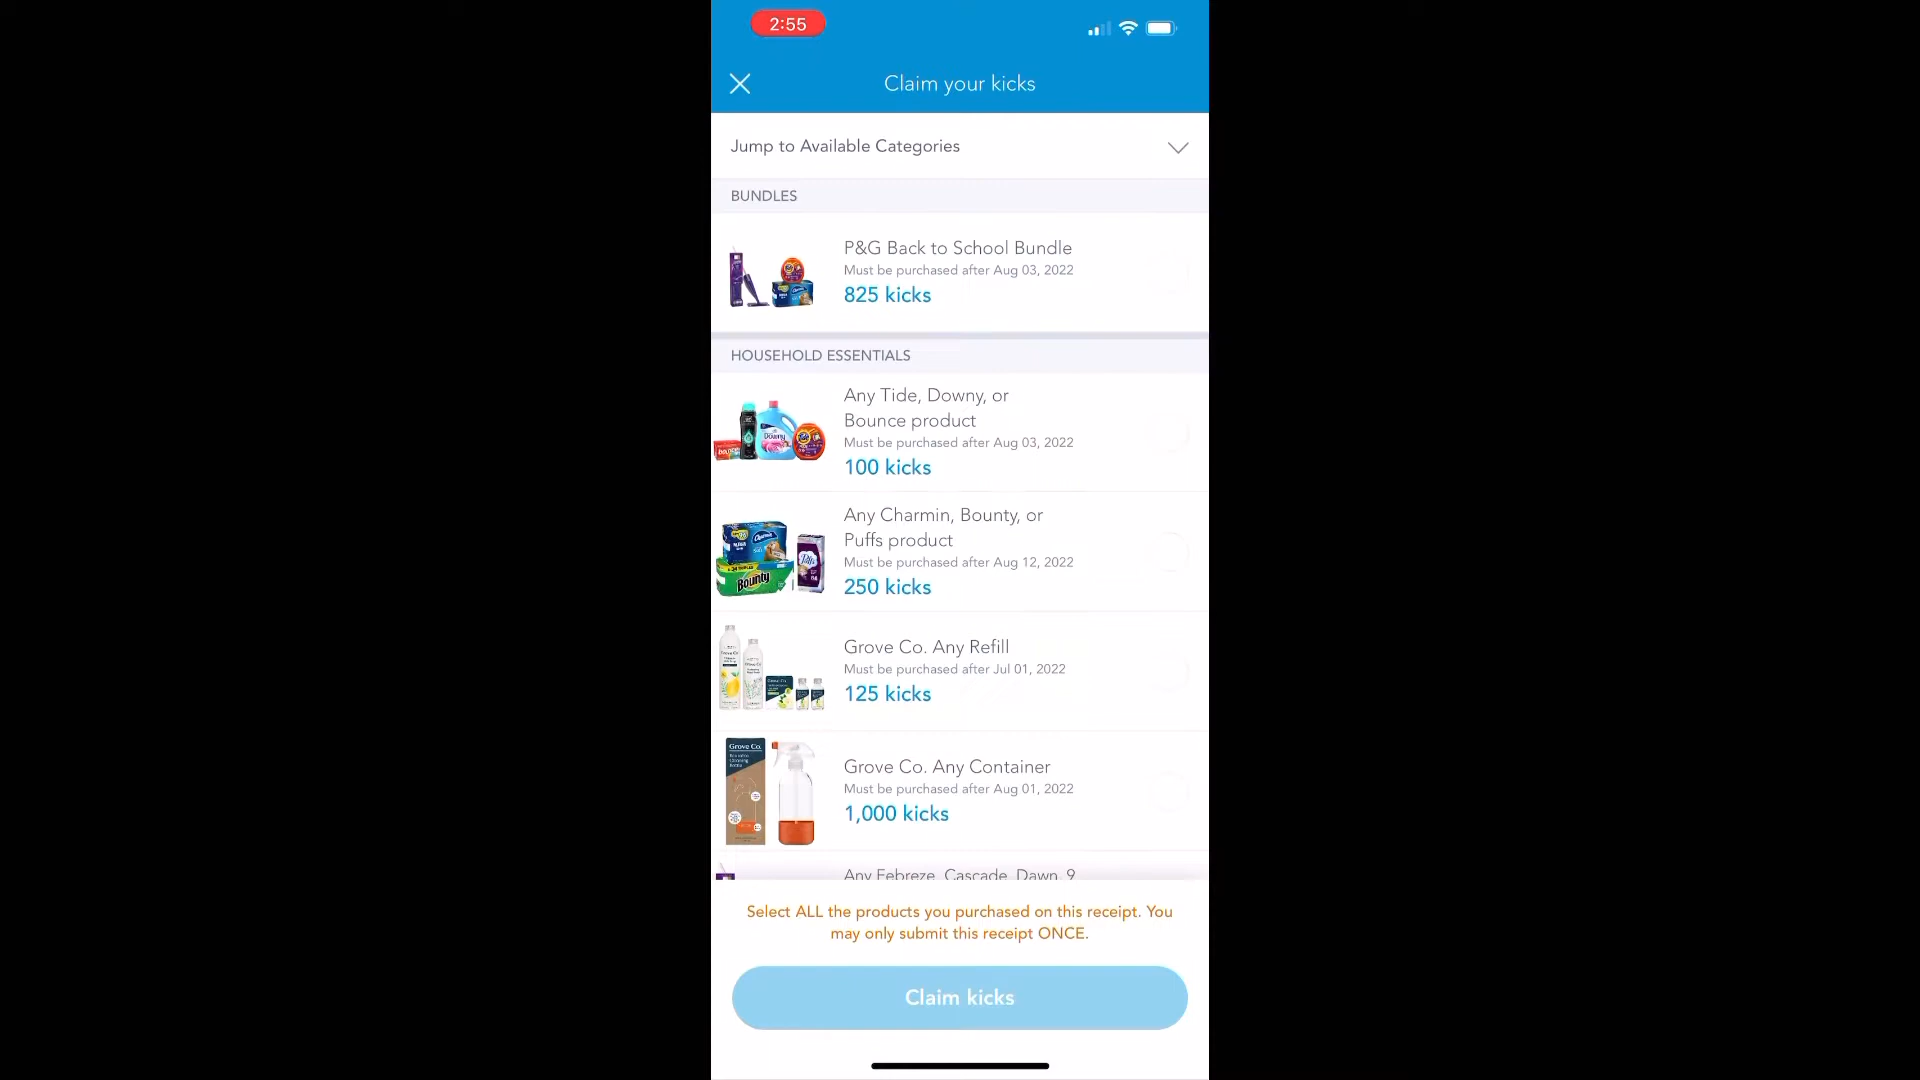 2:55
Claim your kicks
Jump to Available Categories
BUNDLES
P&G Back to School Bundle
Must be purchased after Aug 03, 2022
825 kicks
HOUSEHOLD ESSENTIALS
Any Tide, Downy, or
Bounce product
Must be purchased after Aug 03, 2022
100 kicks
Any Charmin, Bounty, or
Puffs product
Must be purchased after Aug 12, 2022
250 kicks
Bounty
Grove Co. Any Refill
Must be purchased after Jul 01, 2022
125 kicks
Grove Co.
Grove Co. Any Container
Must be purchased after Aug 01, 2022
1,000 kicks
Any Febreze, Cascade, Dawn, 9
Select ALL the products you purchased on this receipt. You
may only submit this receipt ONCE.
Claim kicks